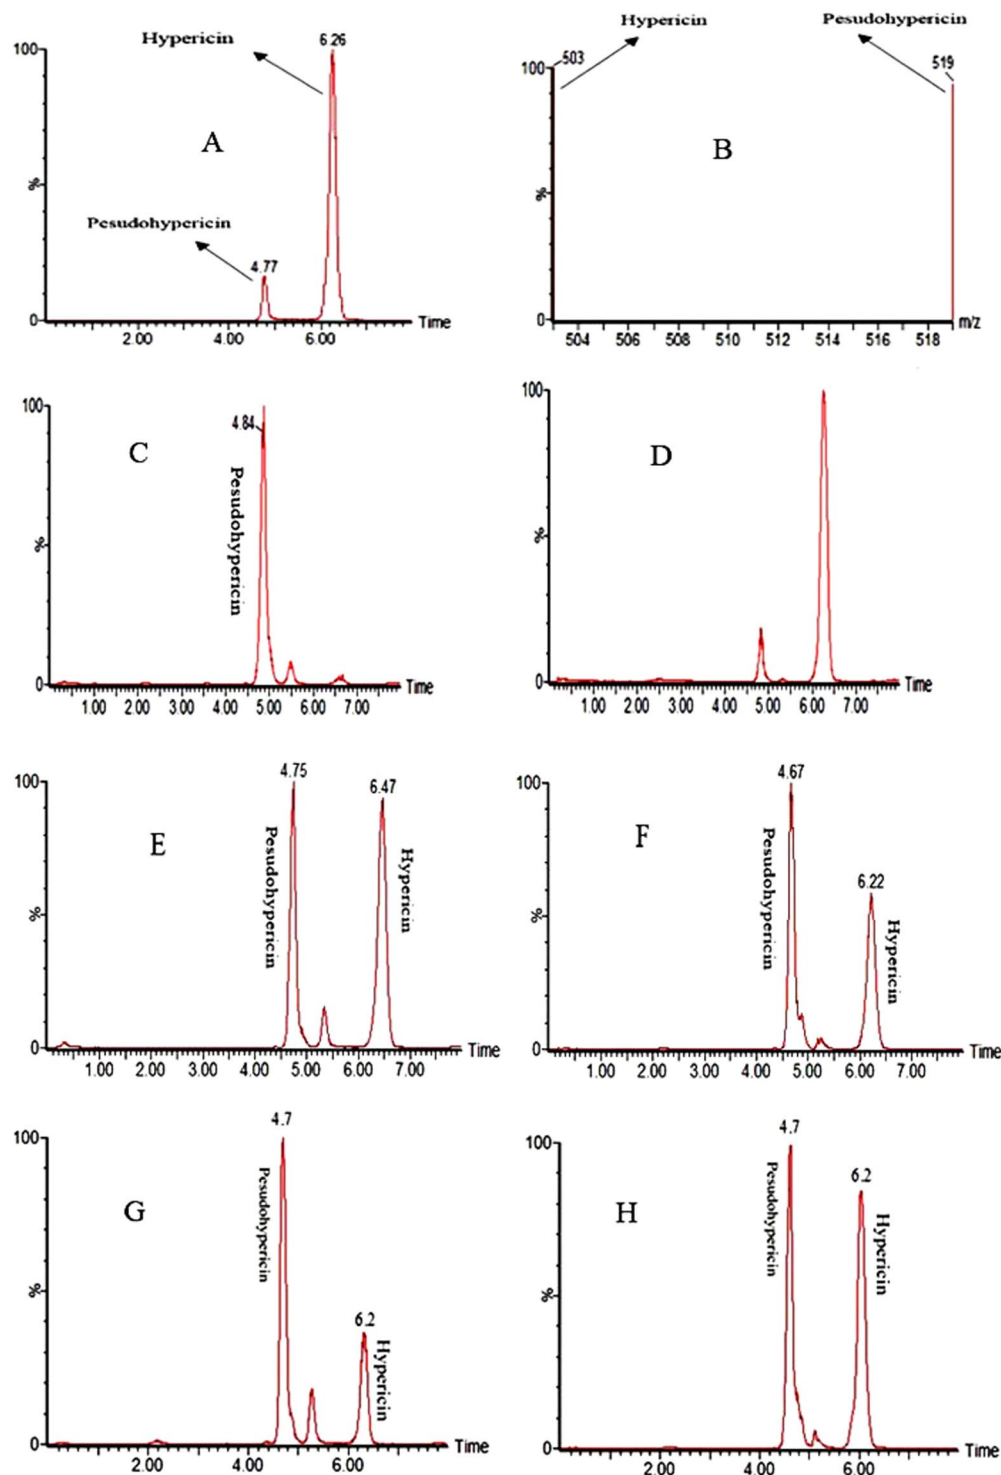 Hypericin
6.26
100
A
%
Pesudohypericin
4.77
0
2.00 4.00 6.00 Time
Hypericin
Pesudohypericin
503
519
100
B
%
0
504 506 508 510 512 514 516 518 m/z
100
4.84
C
Pesudohypericin
%
0
1.00 2.00 3.00 4.00 5.00 6.00 7.00 Time
100
D
%
0
1.00 2.00 3.00 4.00 5.00 6.00 7.00 Time
4.75
100
6.47
E
Pesudohypericin
Hypericin
%
0
1.00 2.00 3.00 4.00 5.00 6.00 7.00 Time
4.67
100
F
Pesudohypericin
6.22
Hypericin
%
0
1.00 2.00 3.00 4.00 5.00 6.00 7.00 Time
4.7
100
G
Pesudohypericin
%
6.2
Hypericin
0
2.00 4.00 6.00 Time
4.7
100
H
Pesudohypericin
6.2
Hypericin
%
0
2.00 4.00 6.00 Time